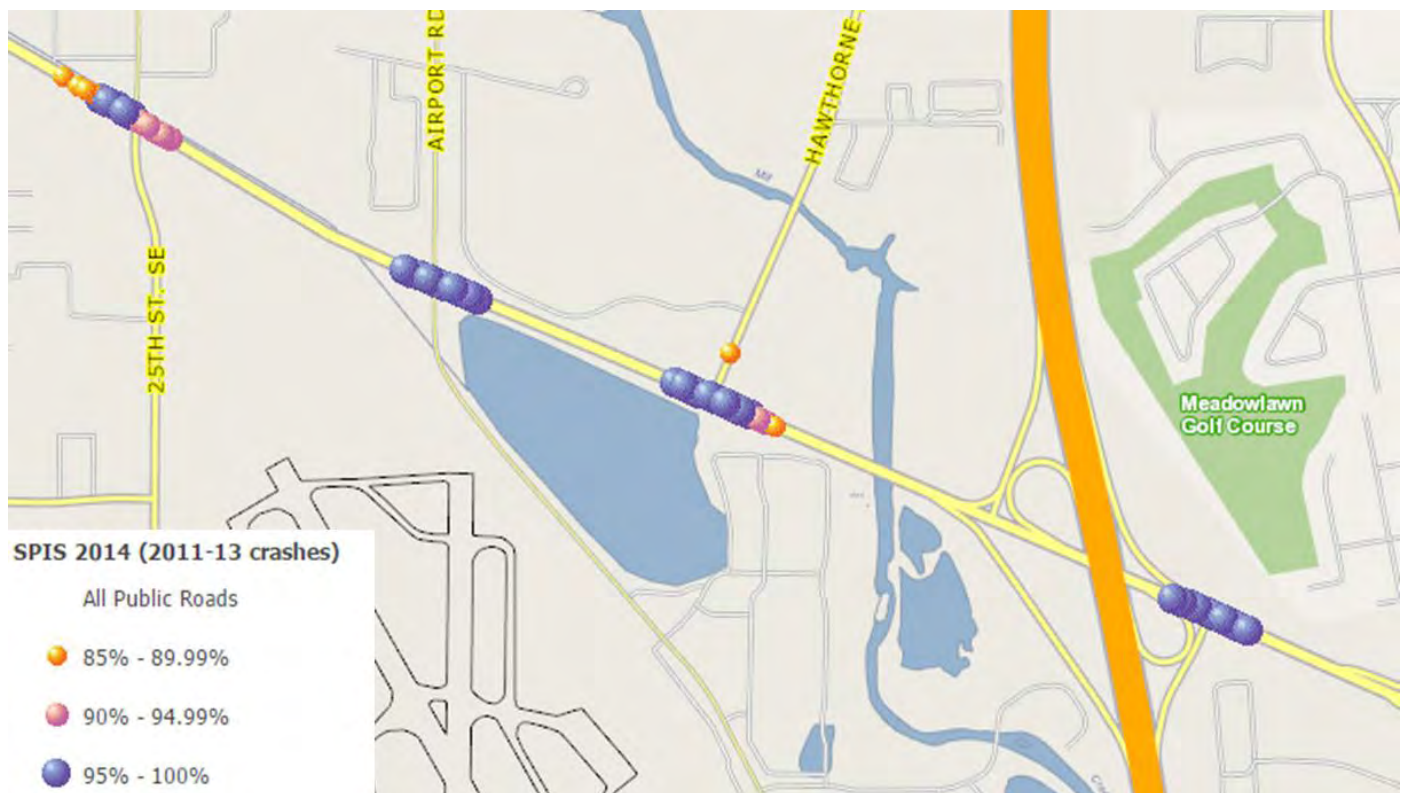 AIRPORT RD
HAWTHORNE
Mill
25TH ST. SE
Meadowlawn
Golf Course
SPIS 2014 (2011-13 crashes)
All Public Roads
85% - 89.99%
90% - 94.99%
95% - 100%